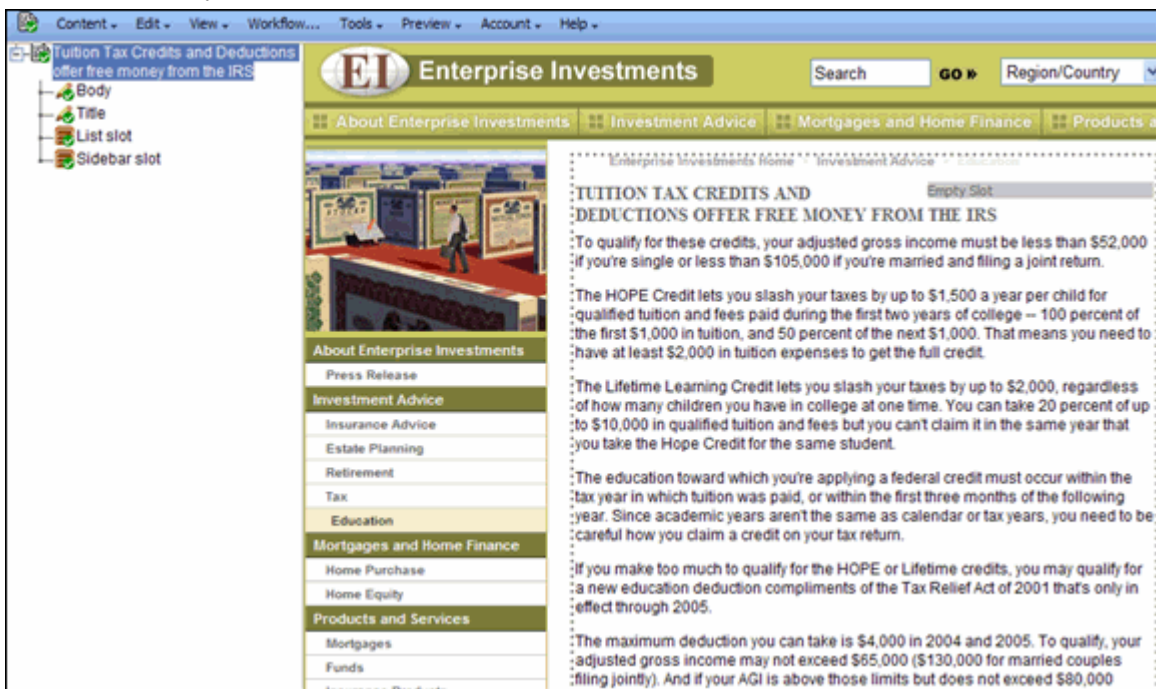 Content Edit View Workflow... Tools Preview Account Help
Tuition Tax Credits and Deductions
offer free money from the IRS
Body
Title
List slot
Sidebar slot
EI Enterprise Investments
Search GO » Region/Country
About Enterprise Investments Investment Advice Mortgages and Home Finance Products
Enterprise Investments Home Investment Advice Education
Empty Slot
TUITION TAX CREDITS AND
DEDUCTIONS OFFER FREE MONEY FROM THE IRS
To qualify for these credits, your adjusted gross income must be less than $52,000
if you're single or less than $105,000 if you're married and filing a joint return.
The HOPE Credit lets you slash your taxes by up to $1,500 a year per child for
qualified tuition and fees paid during the first two years of college -- 100 percent of
the first $1,000 in tuition, and 50 percent of the next $1,000. That means you need to
have at least $2,000 in tuition expenses to get the full credit.
The Lifetime Learning Credit lets you slash your taxes by up to $2,000, regardless
of how many children you have in college at one time. You can take 20 percent of up
to $10,000 in qualified tuition and fees but you can't claim it in the same year that
you take the Hope Credit for the same student.
The education toward which you're applying a federal credit must occur within the
tax year in which tuition was paid, or within the first three months of the following
year. Since academic years aren't the same as calendar or tax years, you need to be
careful how you claim a credit on your tax return.
If you make too much to qualify for the HOPE or Lifetime credits, you may qualify for
a new education deduction compliments of the Tax Relief Act of 2001 that's only in
effect through 2005.
The maximum deduction you can take is $4,000 in 2004 and 2005. To qualify, your
adjusted gross income may not exceed $65,000 ($130,000 for married couples
filing jointly). And if your AGI is above those limits but does not exceed $80,000
About Enterprise Investments
Press Release
Investment Advice
Insurance Advice
Estate Planning
Retirement
Tax
Education
Mortgages and Home Finance
Home Purchase
Home Equity
Products and Services
Mortgages
Funds